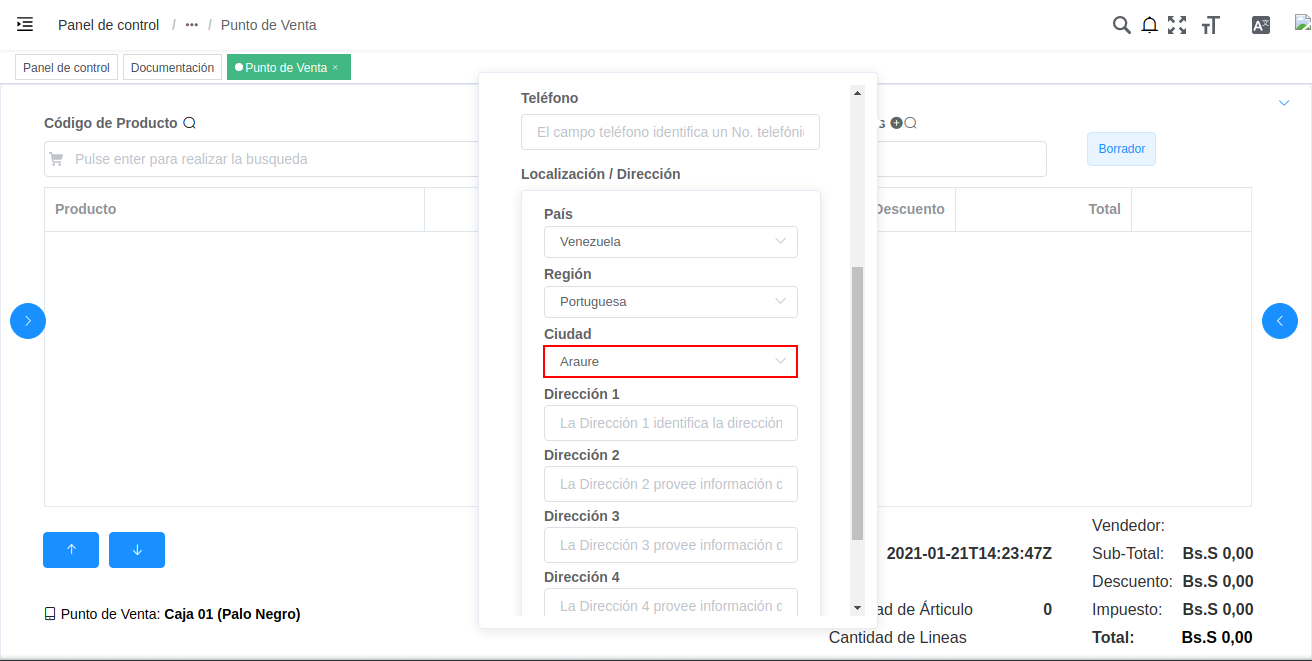 Panel de control / ••• / Punto de Venta
Panel de control
Documentación
Punto de Venta ×
Código de Producto
Pulse enter para realizar la busqueda
Borrador
Producto
Descuento
Total
Teléfono
El campo teléfono identifica un No. telefóni
Localización / Dirección
País
Venezuela
Región
Portuguesa
Ciudad
Araure
Dirección 1
La Dirección 1 identifica la dirección
Dirección 2
La Dirección 2 provee información d
Dirección 3
La Dirección 3 provee información d
Dirección 4
La Dirección 4 provee información d
Punto de Venta: Caja 01 (Palo Negro)
2021-01-21T14:23:47Z
ad de Árticulo 0
Cantidad de Lineas
Vendedor:
Sub-Total: Bs.S 0,00
Descuento: Bs.S 0,00
Impuesto: Bs.S 0,00
Total: Bs.S 0,00